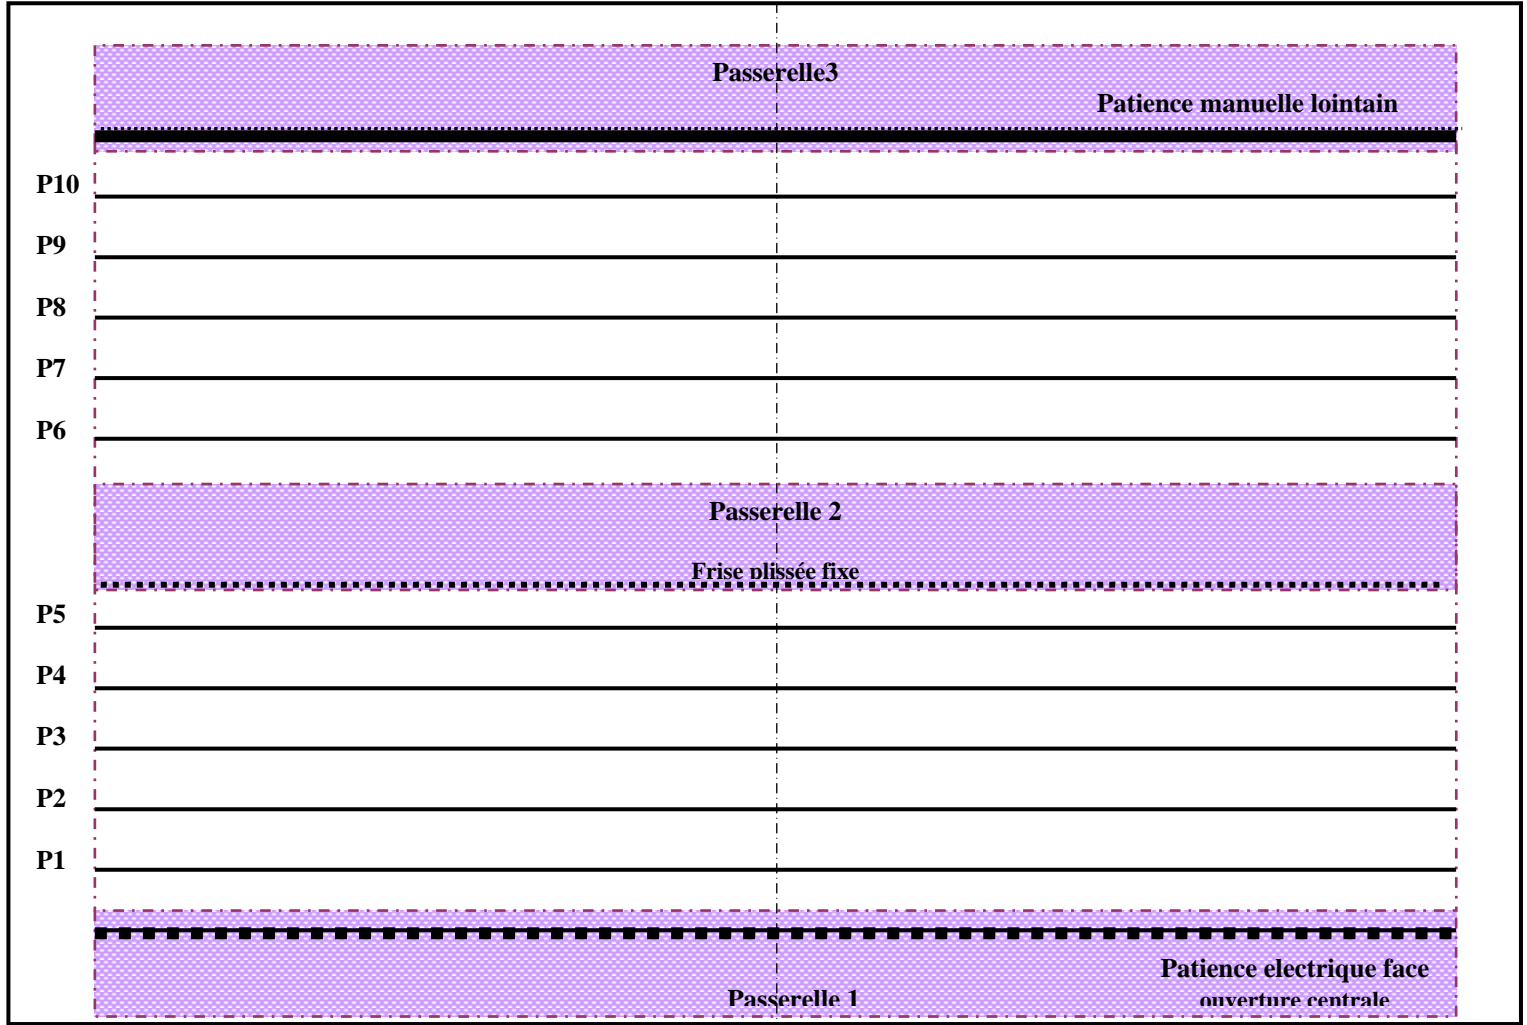 Passerelle3
Patience manuelle lointain
P10
P9
P8
P7
P6
Passerelle 2
Frise plissée fixe
P5
P4
P3
P2
P1
Patience electrique face
Passerelle 1
ouverture centrale